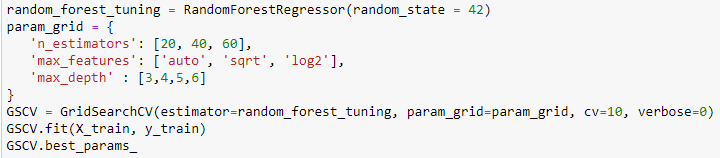 random_forest_tuning = RandomForestRegressor(random_state = 42)
param_grid = {
   'n_estimators': [20, 40, 60],
   'max_features': ['auto', 'sqrt', 'log2'],
   'max_depth' : [3,4,5,6]
}
GSCV = GridSearchCV(estimator=random_forest_tuning, param_grid=param_grid, cv=10, verbose=0)
GSCV.fit(X_train, y_train)
GSCV.best_params_